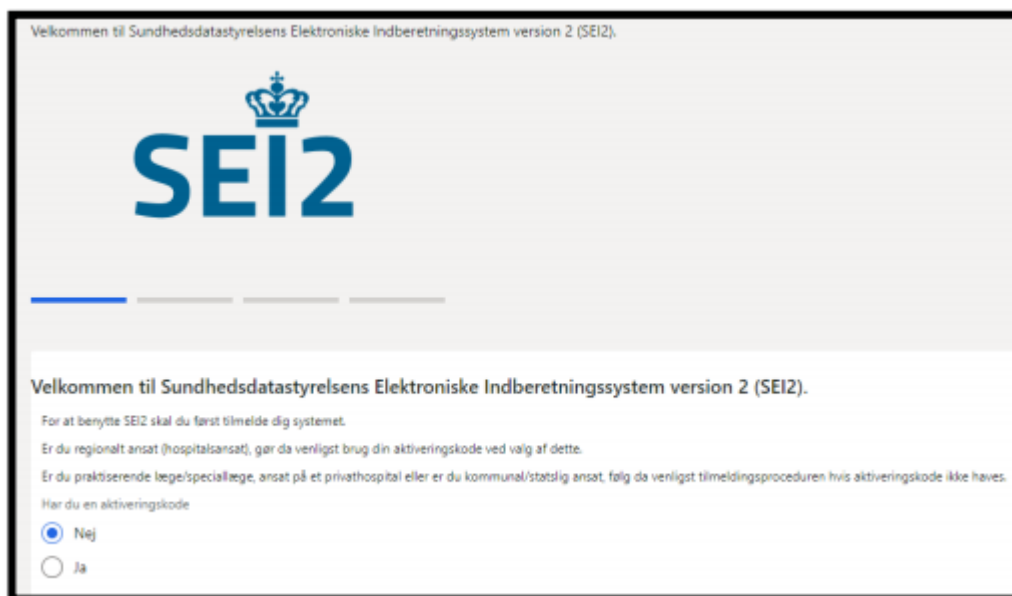 Velkommen til Sundhedsdatastyrelsens Elektroniske Indberetningssystem version 2 (SEI2).
SEI2
Velkommen til Sundhedsdatastyrelsens Elektroniske Indberetningssystem version 2 (SEI2).
For at benytte SEI2 skal du først tilmelde dig systemet.
Er du regionalt ansat (hospitalsansat), gør da venligst brug din aktiveringskode ved valg af dette.
Er du praktiserende læge/speciallæge, ansat på et privathospital eller er du kommunal/statslig ansat, følg da venligst tilmeldingsproceduren hvis aktiveringskode ikke haves.
Har du en aktiveringskode
Nej
Ja